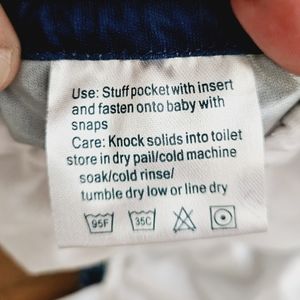 Use: Stuff pocket with insert
and fasten onto baby with
snaps
Care: Knock solids into toilet
store in dry pail/cold machine
soak/cold rinse/
tumble dry low or line dry
95F 35C